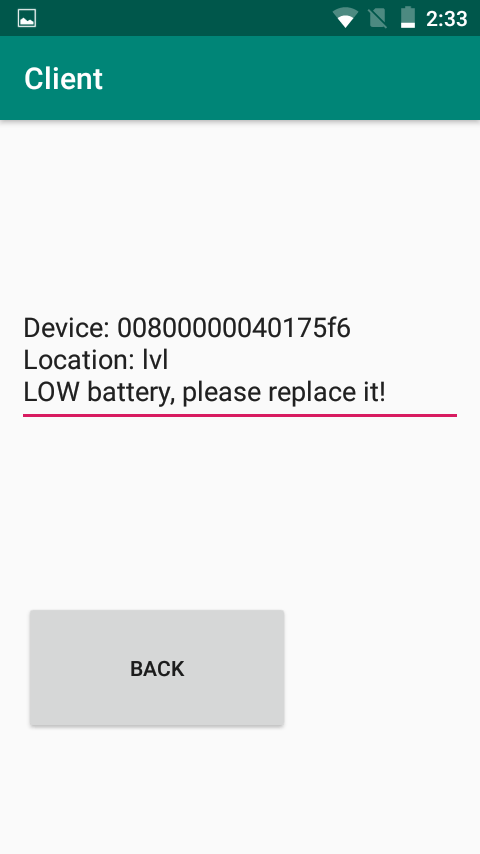 2:33
Client
Device: 00800000040175f6
Location: lvl
LOW battery, please replace it!
BACK